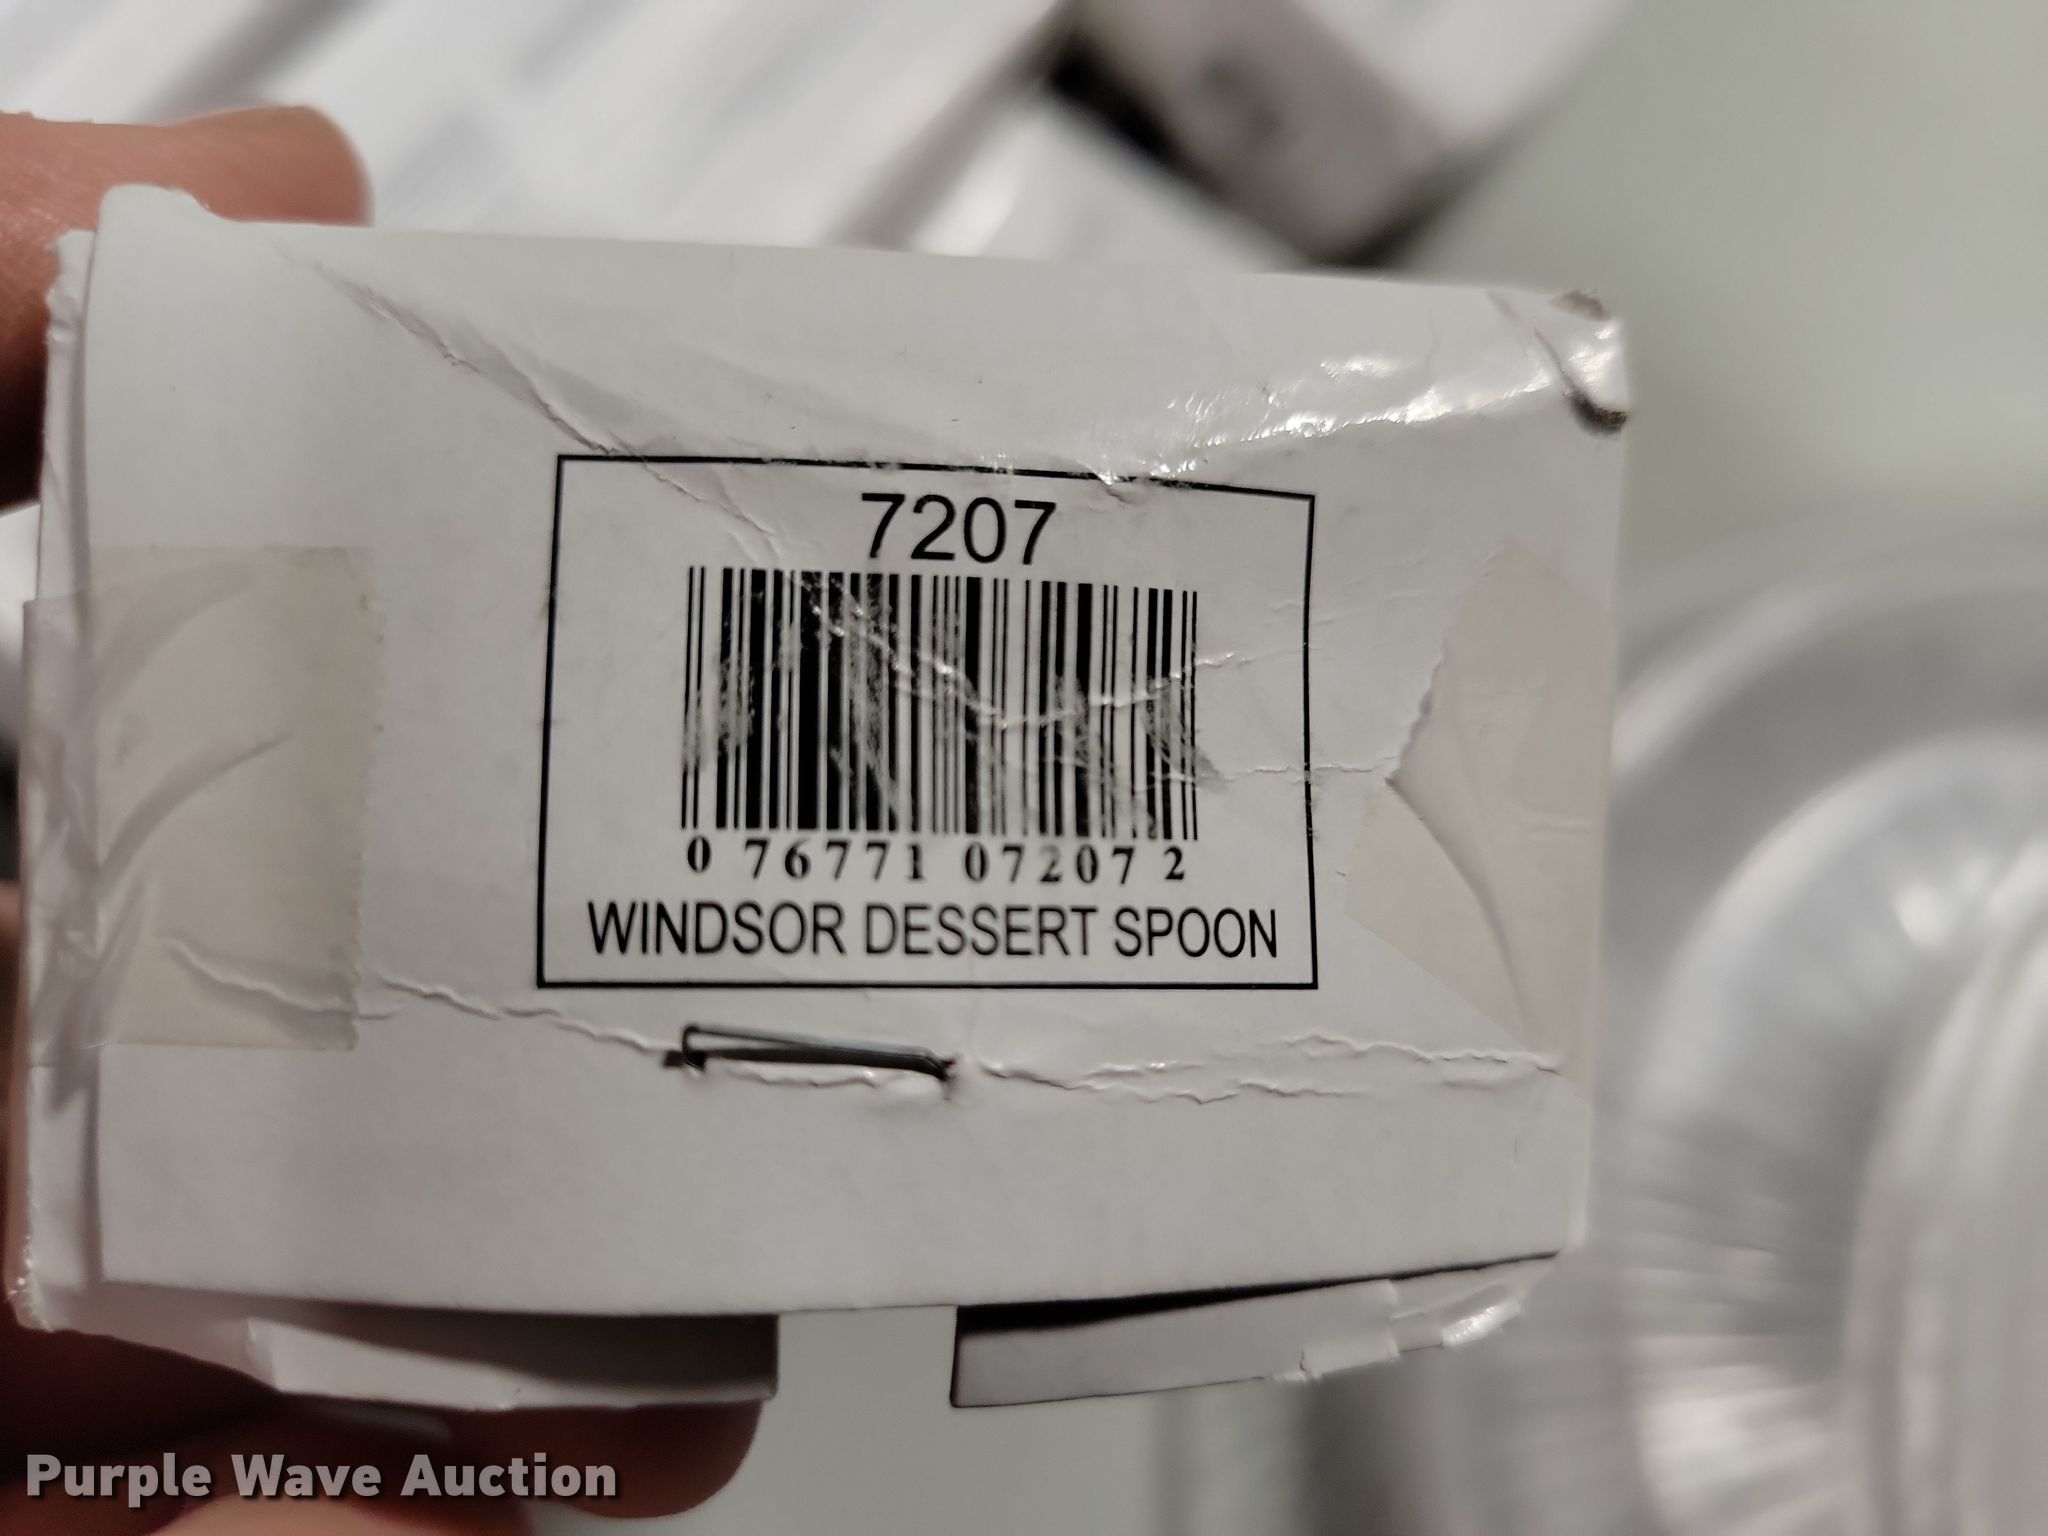 7207
0 76771 07207 2
WINDSOR DESSERT SPOON
Purple Wave Auction